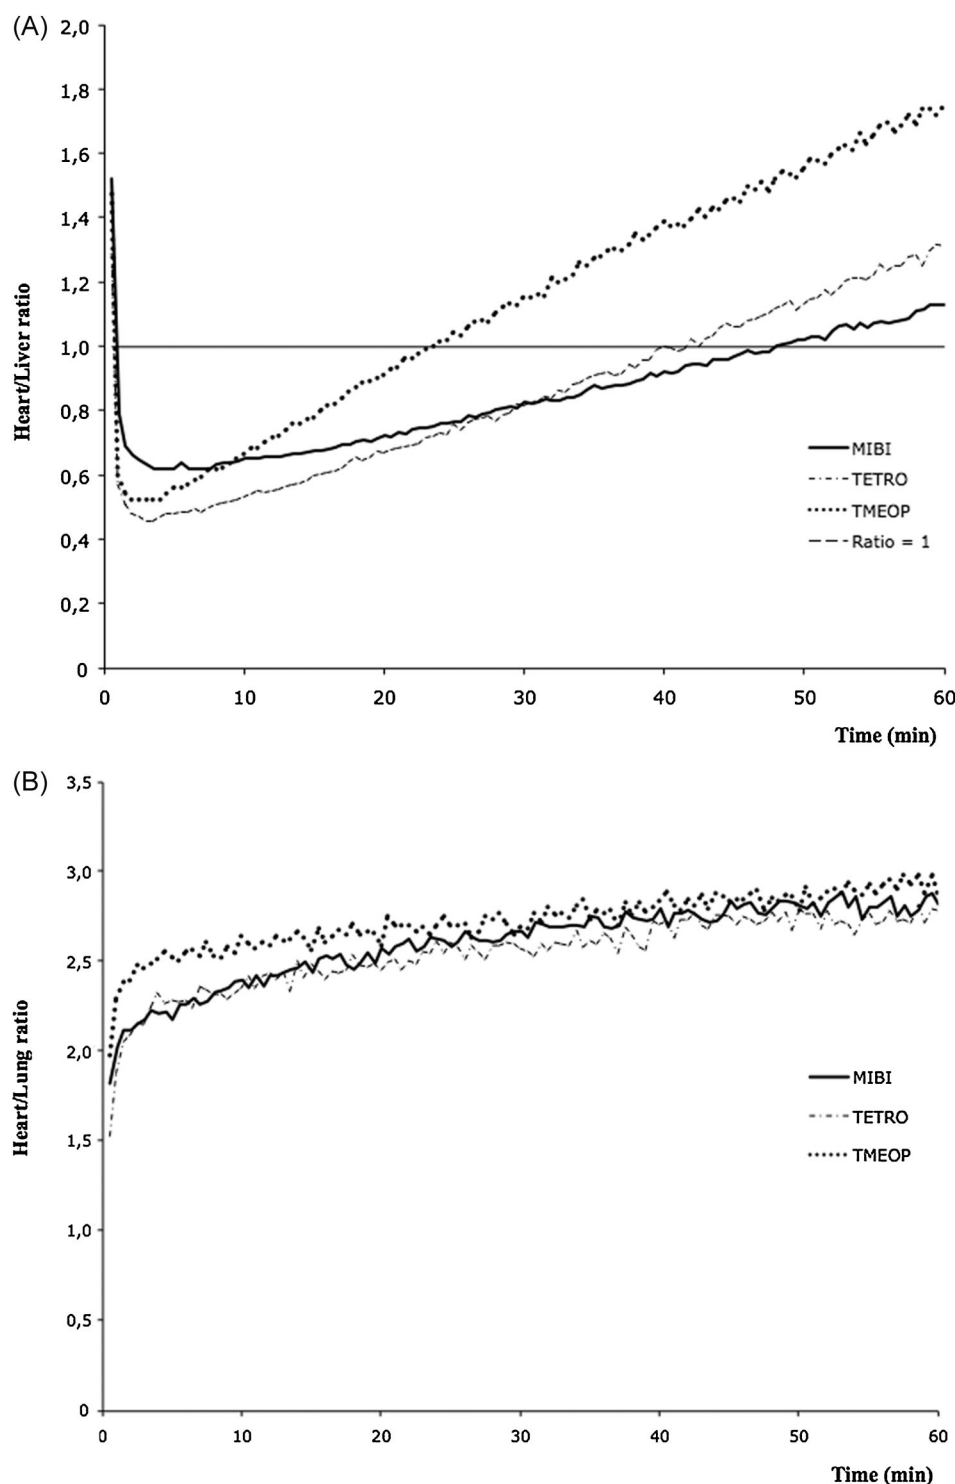 (A)
2,0
1,8
1,6
1,4
1,2
1,0
0,8
0,6
0,4
0,2
0
Heart/Liver ratio
MIBI
TETRO
TMEOP
Ratio = 1
0 10 20 30 40 50 60
Time (min)
(B)
3,5
3,0
2,5
2,0
1,5
1,0
0,5
0
Heart/Lung ratio
MIBI
TETRO
TMEOP
0 10 20 30 40 50 60
Time (min)